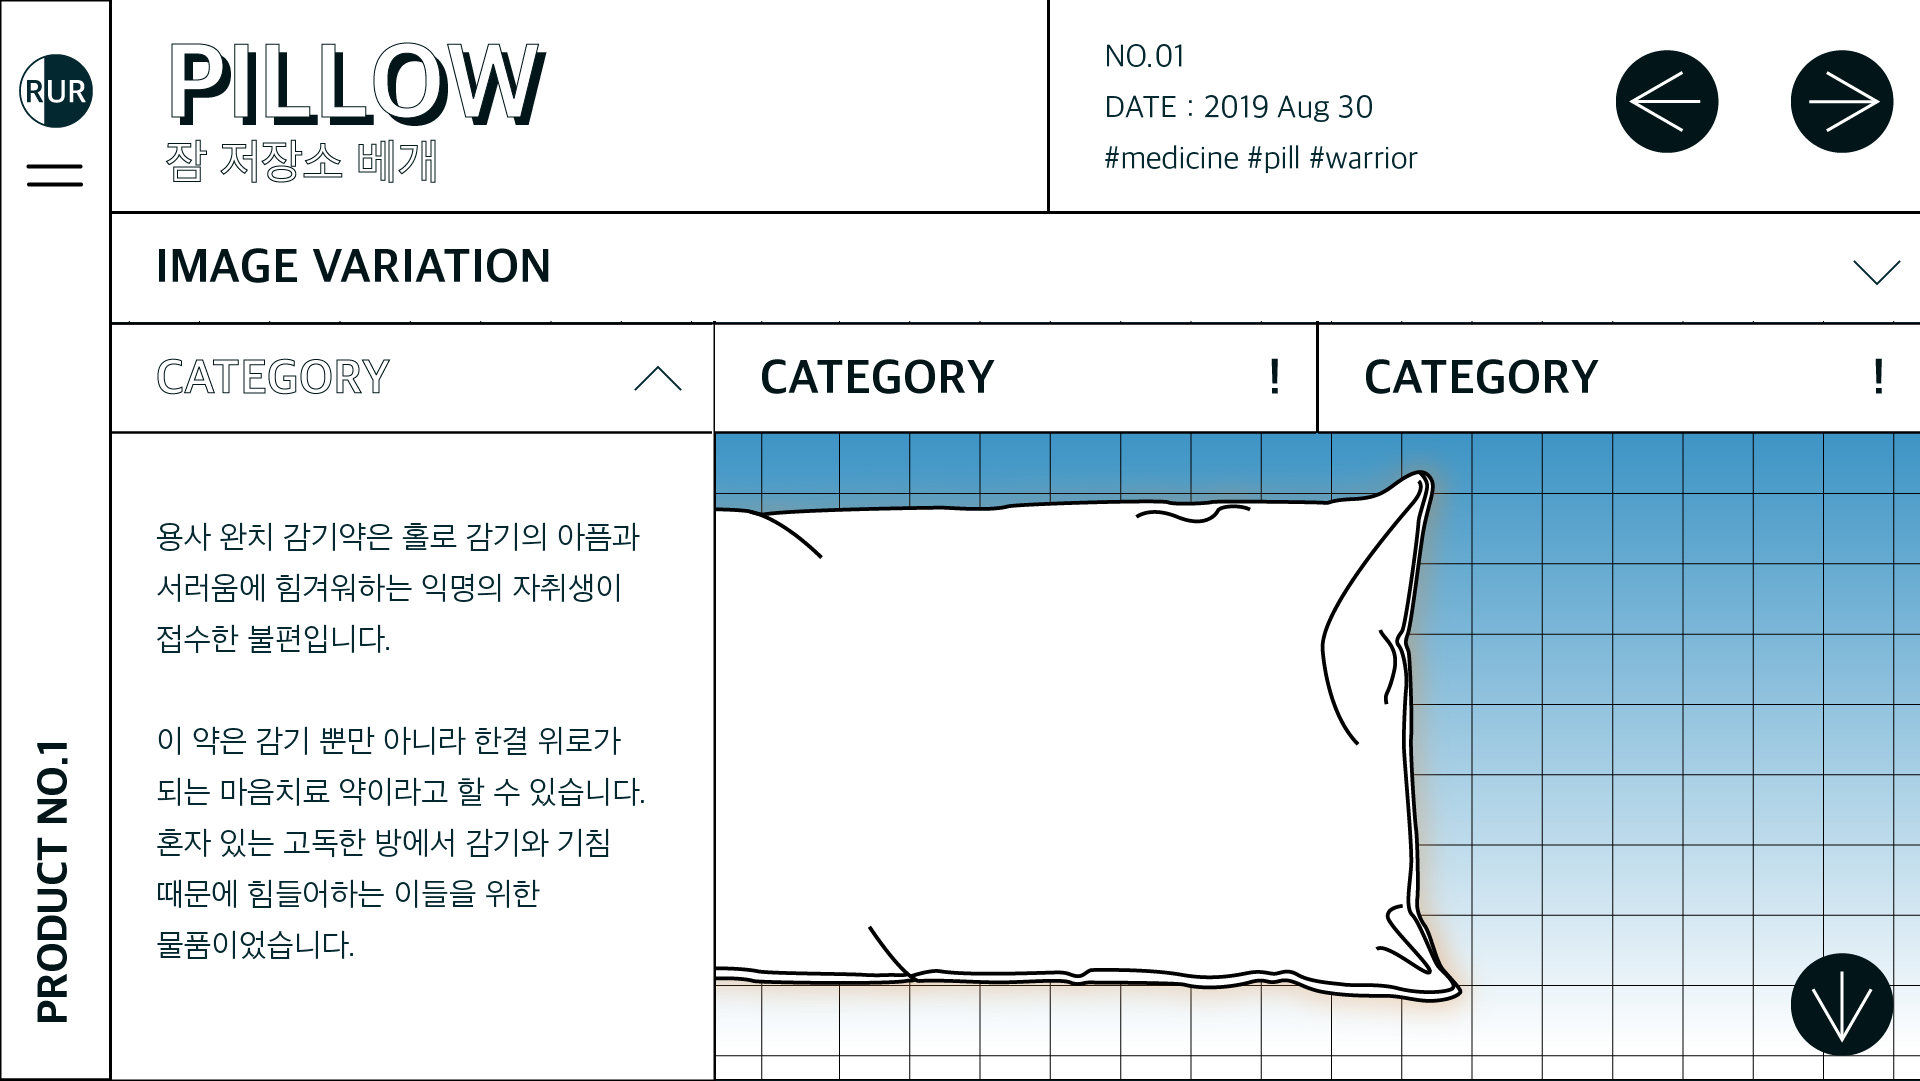 RUR
PILLOW
잠 저장소 베개
NO.01
DATE : 2019 Aug 30
#medicine #pill #warrior
IMAGE VARIATION
CATEGORY
CATEGORY !
CATEGORY !
용사 완치 감기약은 홀로 감기의 아픔과
서러움에 힘겨워하는 익명의 자취생이
접수한 불편입니다.
이 약은 감기 뿐만 아니라 한결 위로가
되는 마음치료 약이라고 할 수 있습니다.
혼자 있는 고독한 방에서 감기와 기침
때문에 힘들어하는 이들을 위한
물품이었습니다.
PRODUCT NO.1